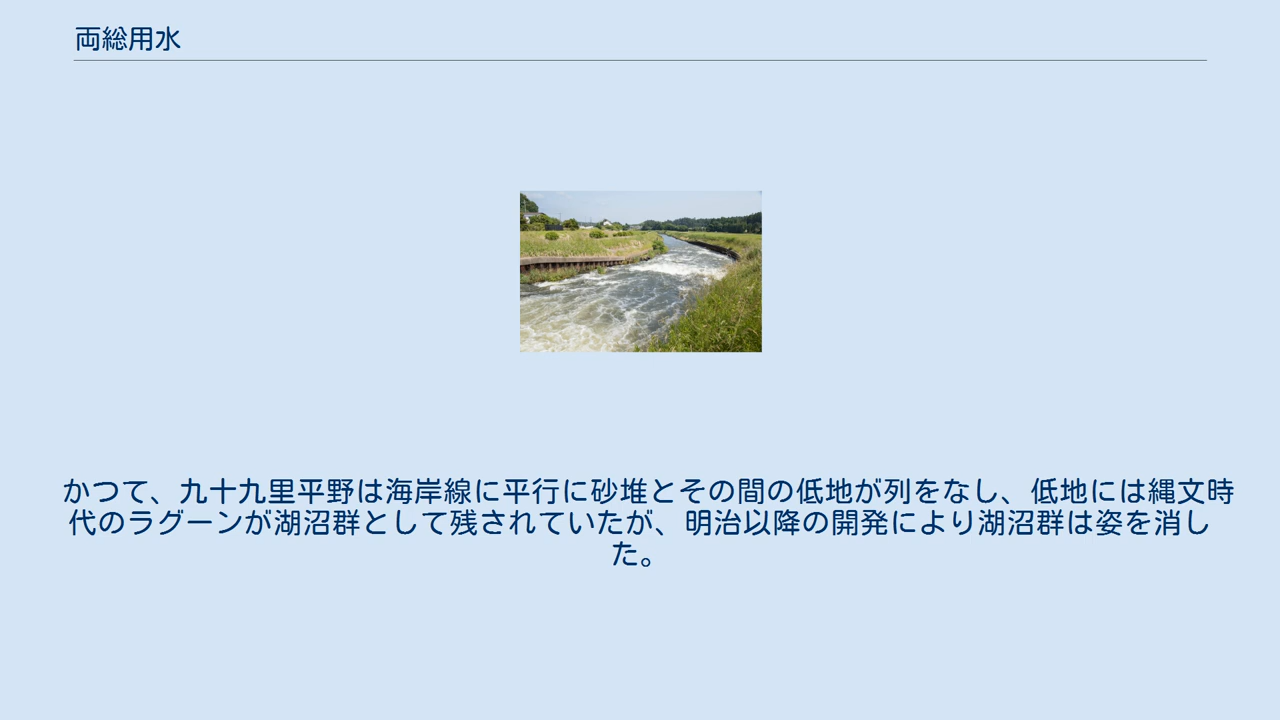 両総用水
かつて、九十九里平野は海岸線に平行に砂堆とその間の低地が列をなし、低地には縄文時
代のラグーンが湖沼群として残されていたが、明治以降の開発により湖沼群は姿を消し
た。